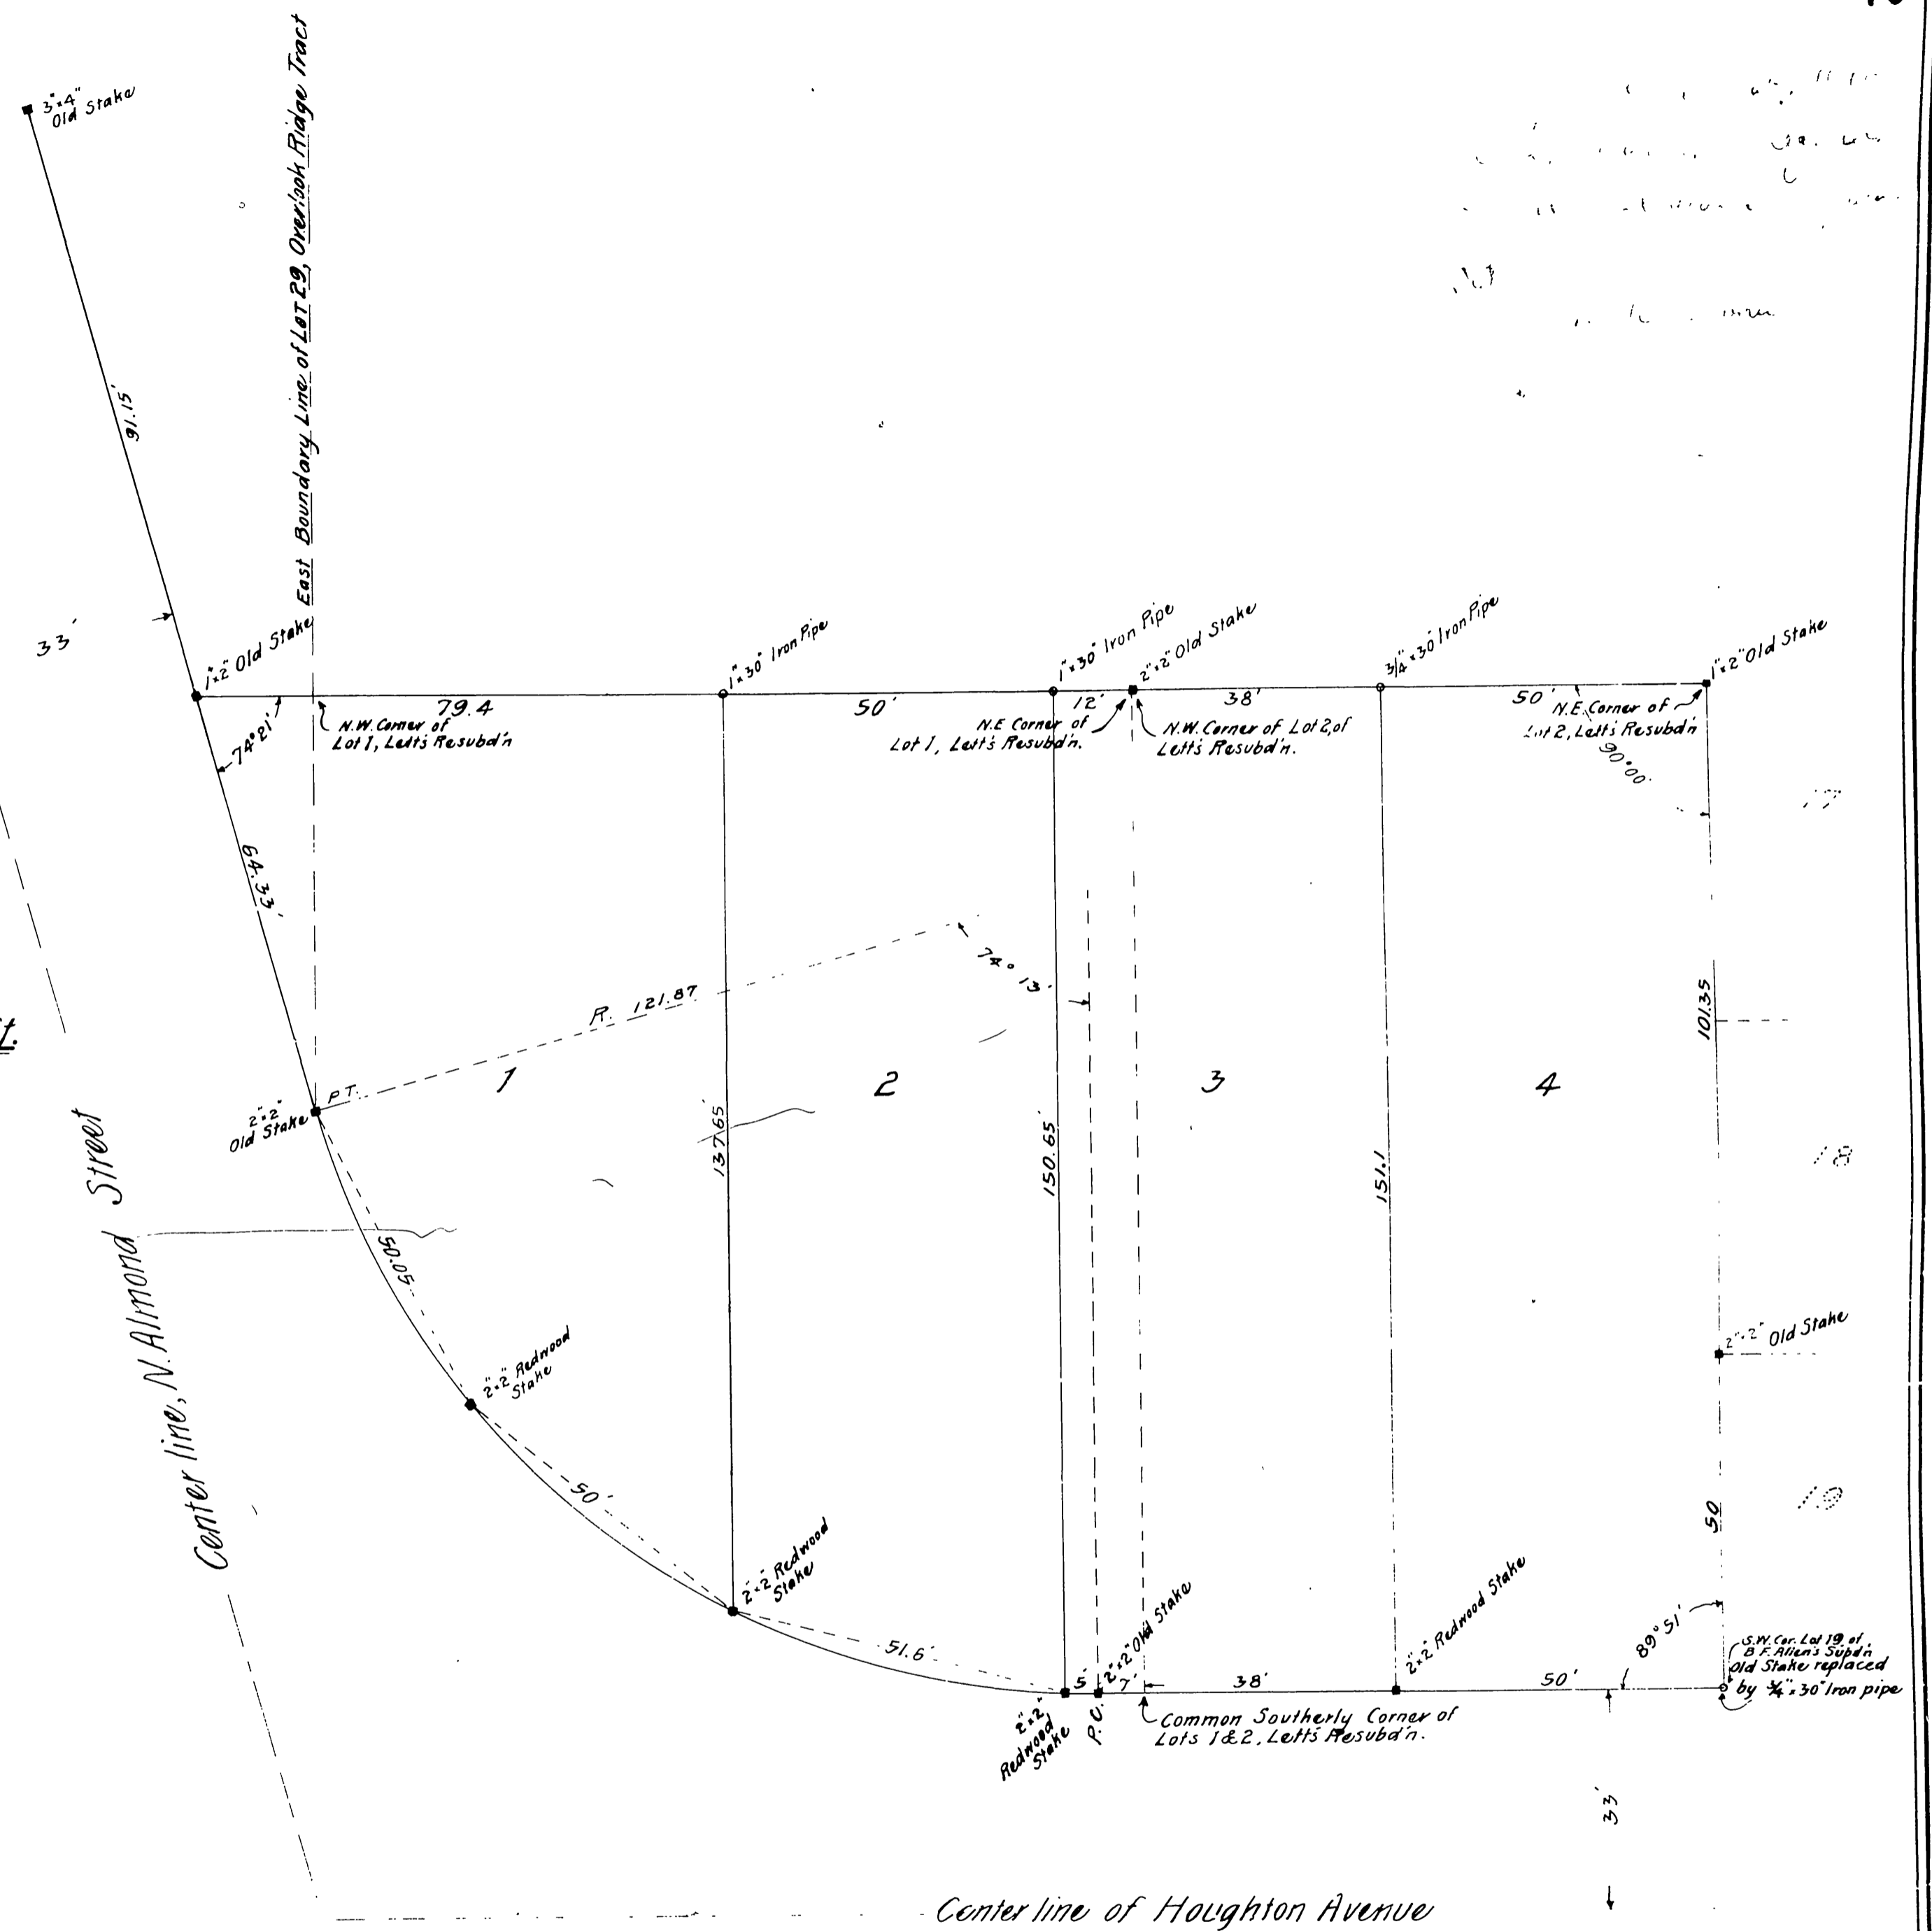 3"x4"
Old Stake
East Boundary Line of LOT 29, Overlook Ridge Tract
91.15'
33'
1"x2" Old Stake
1"x30" Iron Pipe
1"x30" Iron Pipe
2"x2" Old Stake
3/4"x30" Iron Pipe
1"x2" Old Stake
79.4
50'
12'
38'
50'
74°21'
N.W. Corner of
Lot 1, Lett's Resubd'n
N.E Corner of
Lot 1, Lett's Resubd'n.
N.W. Corner of Lot 2, of
Lett's Resubd'n.
N.E. Corner of
Lot 2, Lett's Resubd'n
90°00'
17
64.33'
R. 121.87
74° 13'
101.35
P.T.
2"x2"
Old Stake
1
2
3
4
137.65'
150.65'
151.1
18
Center line, N. Almond Street
50.05
2"x2" Old Stake
2"x2" Redwood
Stake
50'
19
50
2"x2" Redwood
Stake
51.6'
5'
2"x2" Old Stake
7'
38'
2"x2" Redwood Stake
50'
89°51'
S.W. Cor. Lot 19 of
B.F. Allen's Subd'n
Old Stake replaced
by 3/4"x30" Iron pipe
2"x2"
Redwood
Stake
P.C.
Common Southerly Corner of
Lots 1 & 2, Lett's Resubd'n.
33'
Center line of Houghton Avenue